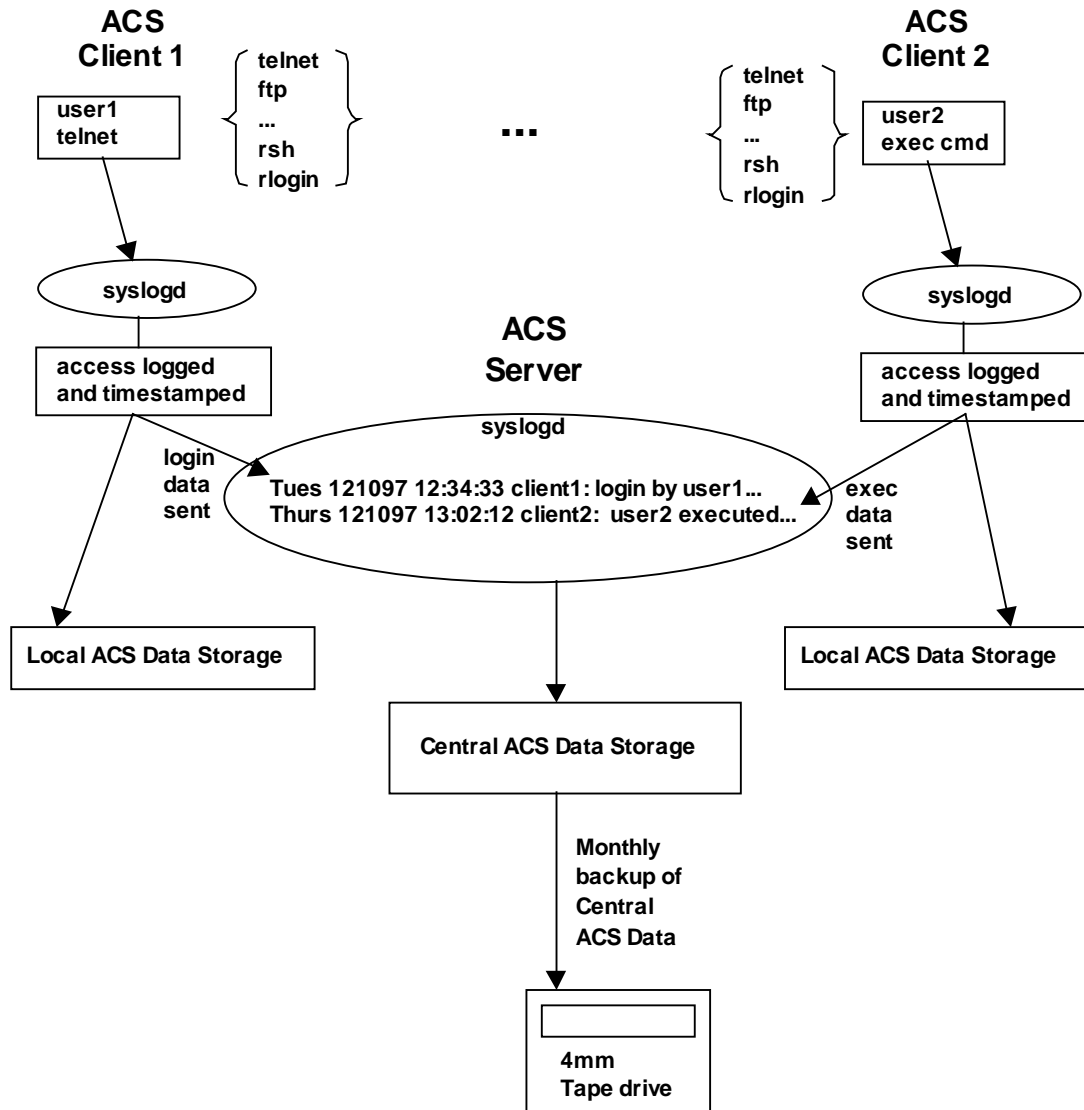 ACS
Client 1
user1
telnet
telnet
ftp
...
rsh
rlogin
...
ACS
Client 2
telnet
ftp
...
rsh
rlogin
user2
exec cmd
syslogd
syslogd
access logged
and timestamped
ACS
Server
access logged
and timestamped
login
data
sent
syslogd
Tues 121097 12:34:33 client1: login by user1...
Thurs 121097 13:02:12 client2:  user2 executed...
exec
data
sent
Local ACS Data Storage
Local ACS Data Storage
Central ACS Data Storage
Monthly
backup of
Central
ACS Data
4mm
Tape drive